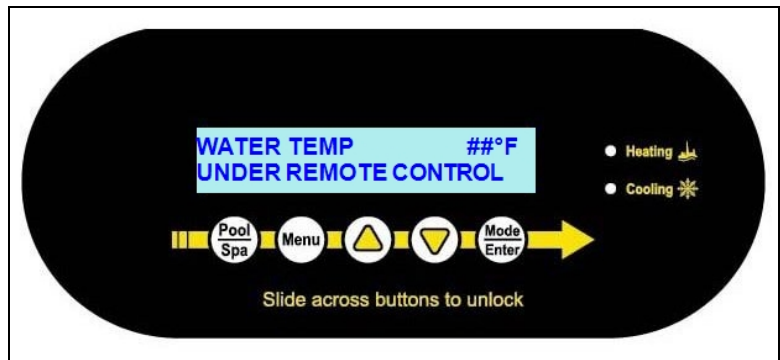 WATER TEMP ##°F
UNDER REMOTE CONTROL
Heating
Cooling
Pool
Spa
Menu
Mode
Enter
Slide across buttons to unlock